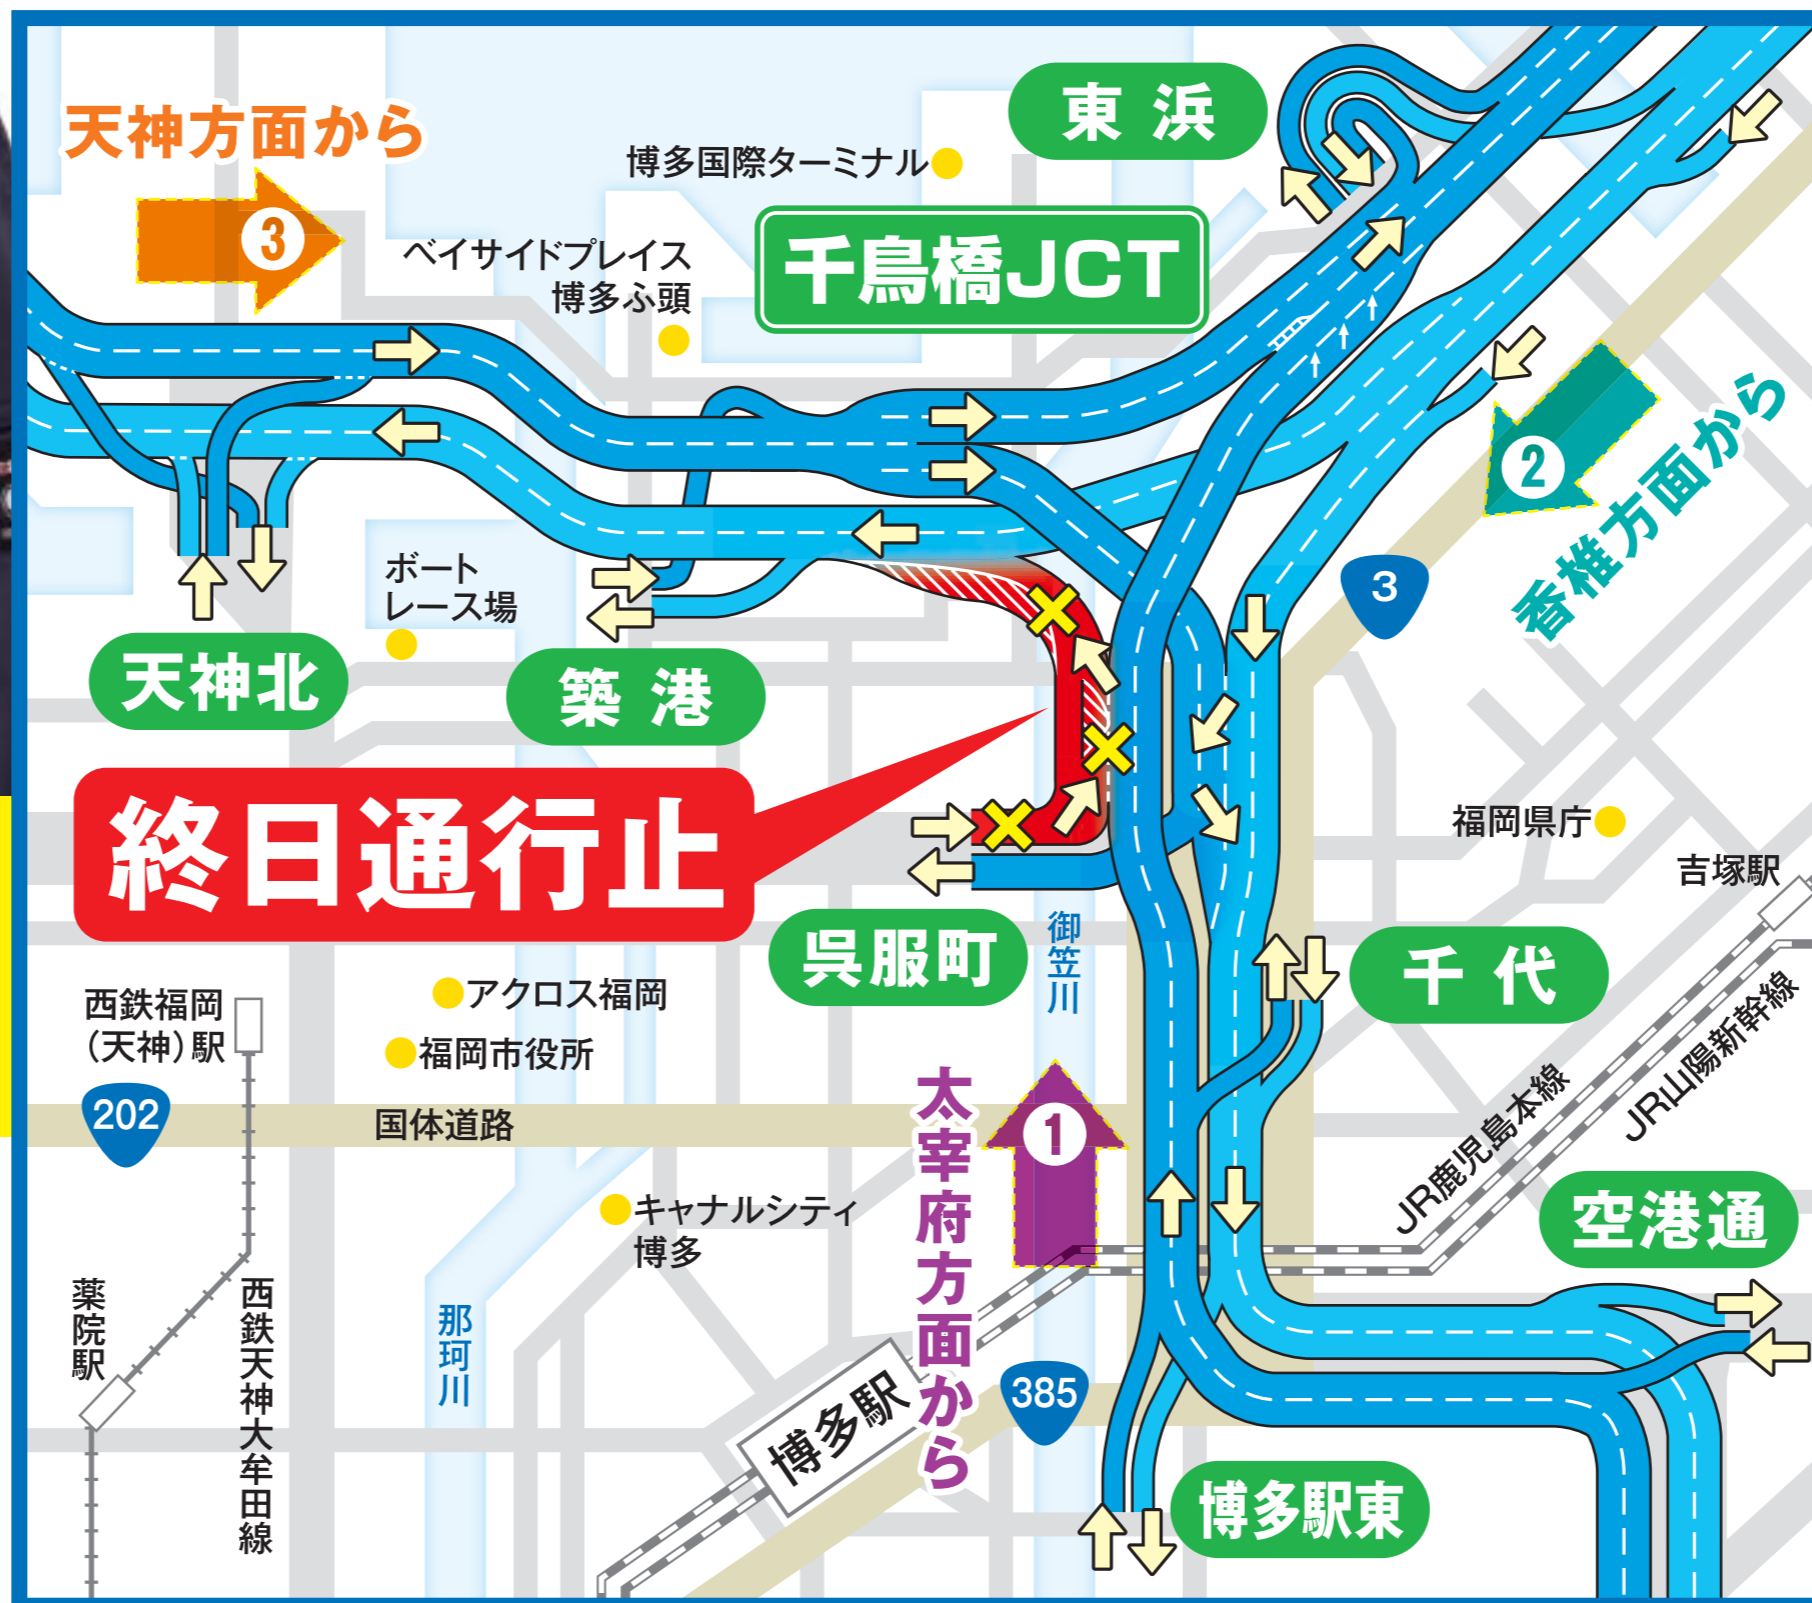 天神方面から
3
東浜
博多国際ターミナル
千鳥橋JCT
ベイサイドプレイス
博多ふ頭
2
香椎方面から
3
ボート
レース場
天神北
築港
終日通行止
福岡県庁
吉塚駅
呉服町
御笠川
千代
西鉄福岡
(天神)駅
アクロス福岡
福岡市役所
202
国体道路
太宰府方面から
1
JR鹿児島本線
JR山陽新幹線
キャナルシティ
博多
空港通
薬院駅
西鉄天神大牟田線
那珂川
博多駅
385
博多駅東